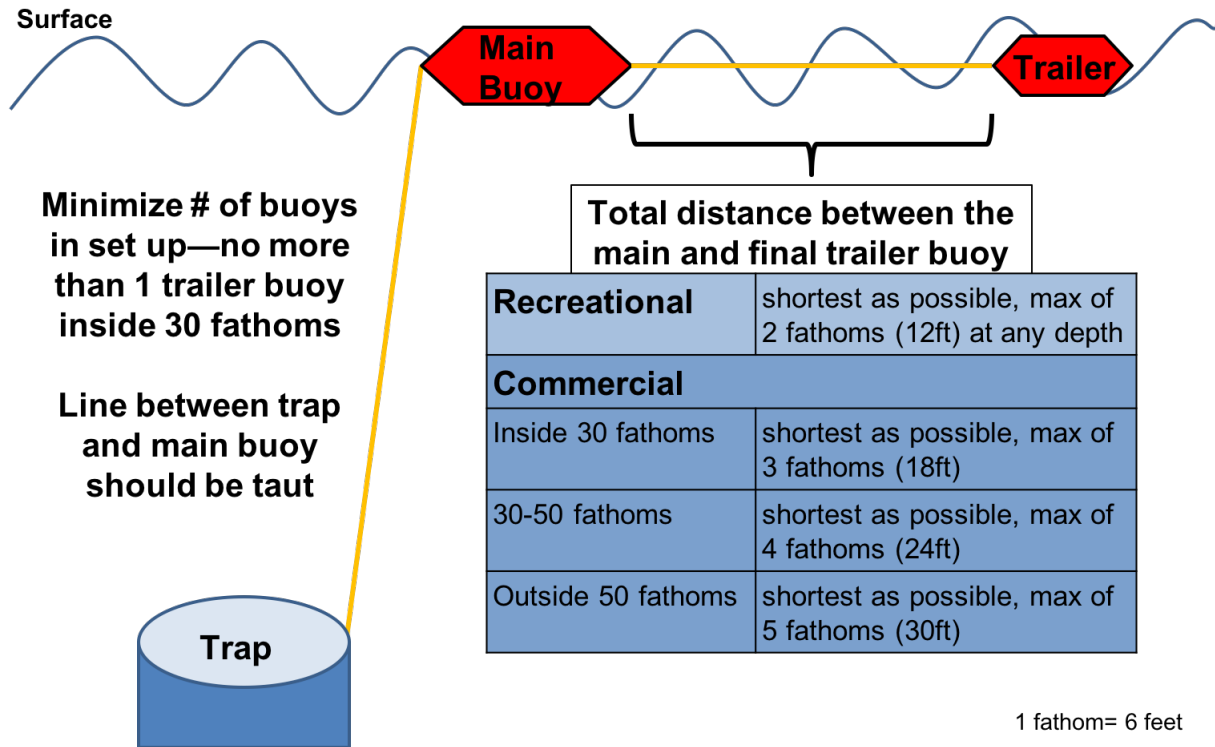 Surface
Main
Buoy
Trailer
Minimize # of buoys
in set up—no more
than 1 trailer buoy
inside 30 fathoms
Line between trap
and main buoy
should be taut
Trap
Total distance between the
main and final trailer buoy
Recreational
shortest as possible, max of
2 fathoms (12ft) at any depth
Commercial
Inside 30 fathoms
shortest as possible, max of
3 fathoms (18ft)
30-50 fathoms
shortest as possible, max of
4 fathoms (24ft)
Outside 50 fathoms
shortest as possible, max of
5 fathoms (30ft)
1 fathom= 6 feet